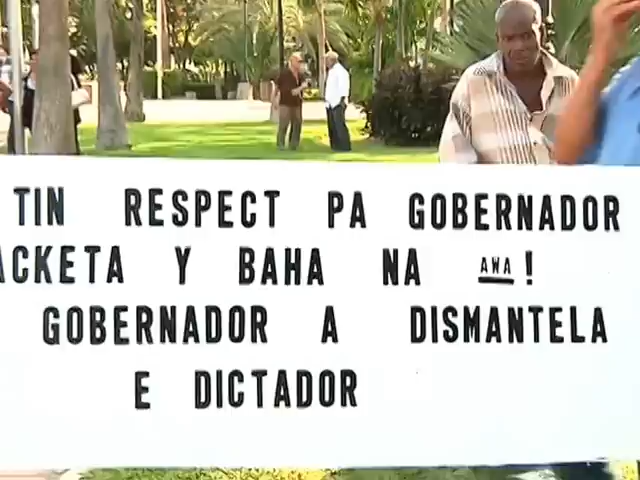 TIN RESPECT PA GOBERNADOR
ACKETA Y BAHA NA AWA!
GOBERNADOR A DISMANTELA
E DICTADOR